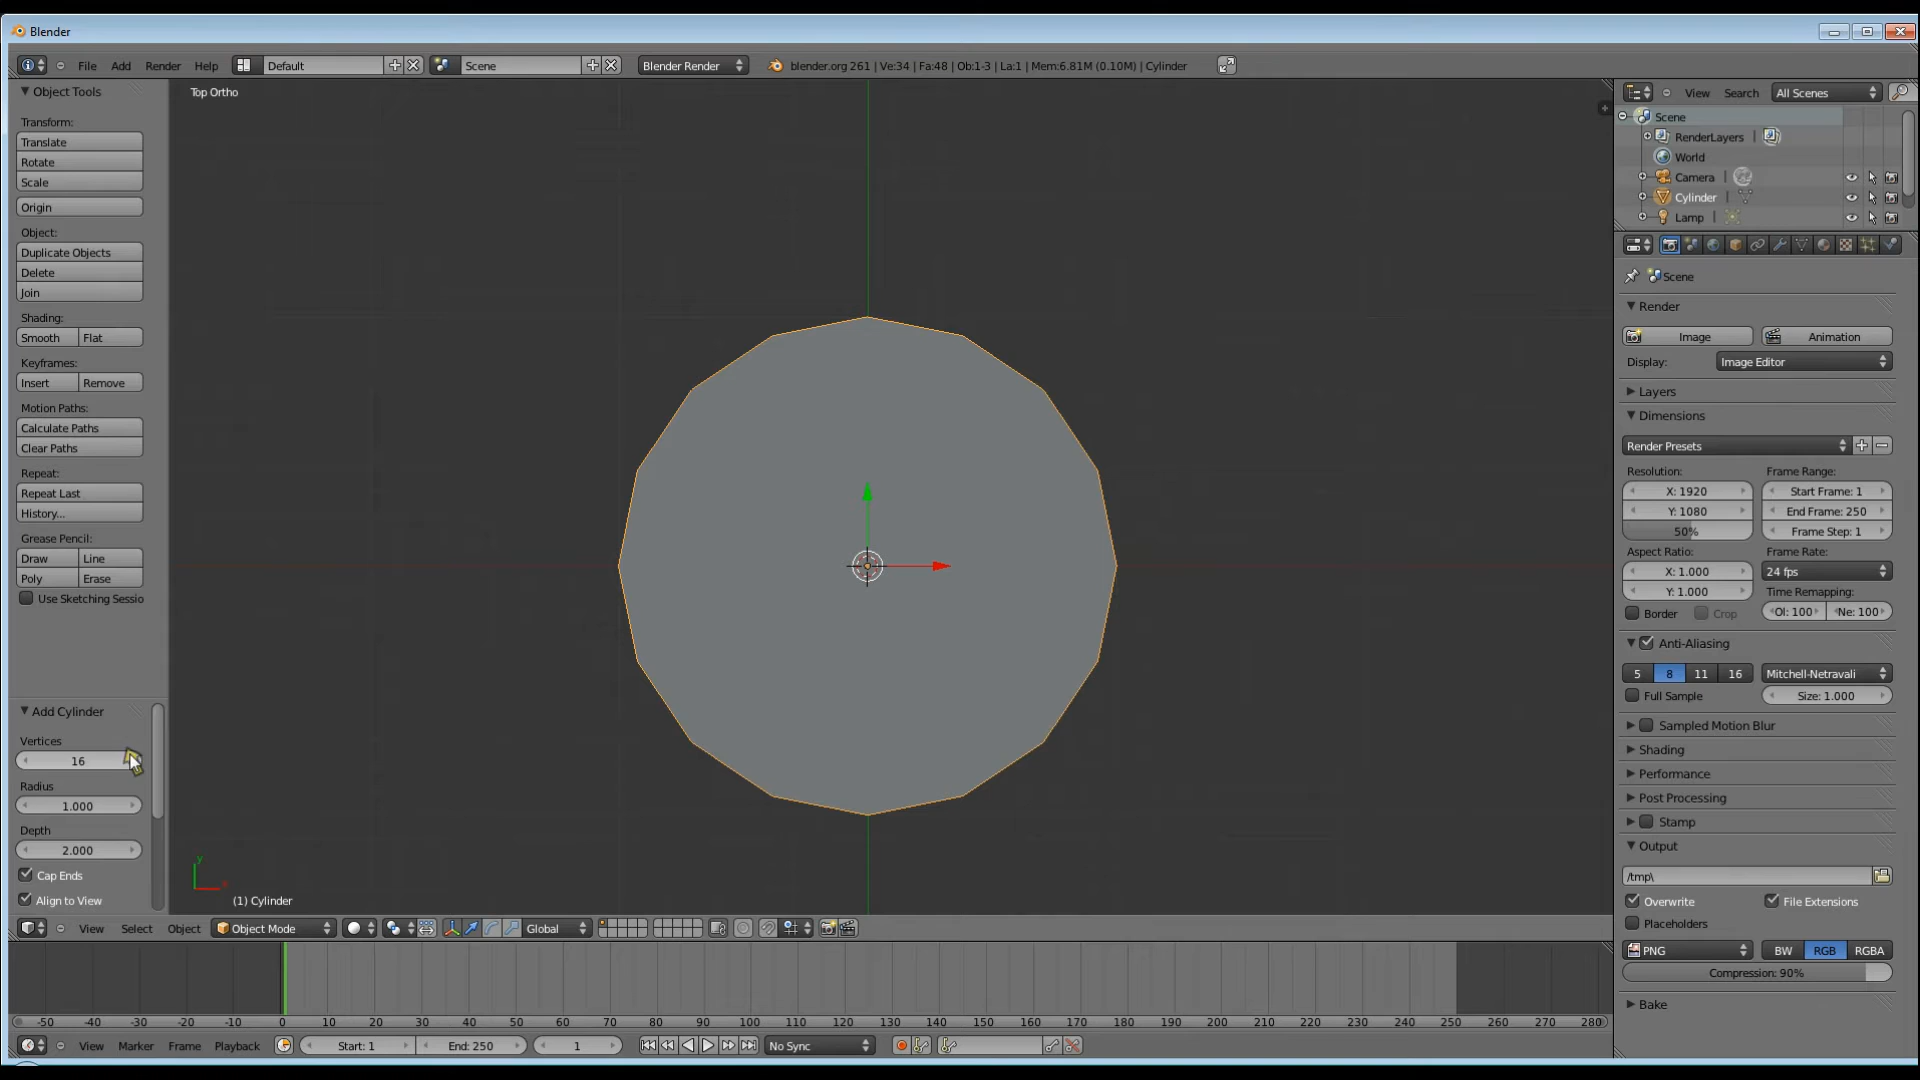 Blender
File Add Render Help Default Scene Blender Render blender.org 261 | Ve:34 | Fa:48 | Ob:1-3 | La:1 | Mem:6.81M (0.10M) | Cylinder
Object Tools
Transform:
Translate
Rotate
Scale
Origin
Object:
Duplicate Objects
Delete
Join
Shading:
Smooth Flat
Keyframes:
Insert Remove
Motion Paths:
Calculate Paths
Clear Paths
Repeat:
Repeat Last
History...
Grease Pencil:
Draw Line
Poly Erase
Use Sketching Sessio
Add Cylinder
Vertices
16
Radius
1.000
Depth
2.000
Cap Ends
Align to View
Top Ortho
y
(1) Cylinder
View Select Object Object Mode Global
-50 -40 -30 -20 -10 0 10 20 30 40 50 60 70 80 90 100 110 120 130 140 150 160 170 180 190 200 210 220 230 240 250 260 270 280
View Marker Frame Playback Start: 1 End: 250 1 No Sync
View Search All Scenes
Scene
RenderLayers |
World
Camera |
Cylinder |
Lamp |
Scene
Render
Image Animation
Display: Image Editor
Layers
Dimensions
Render Presets
Resolution: Frame Range:
X: 1920 Start Frame: 1
Y: 1080 End Frame: 250
50% Frame Step: 1
Aspect Ratio: Frame Rate:
X: 1.000 24 fps
Y: 1.000 Time Remapping:
Border Crop Ol: 100 Ne: 100
Anti-Aliasing
5 8 11 16 Mitchell-Netravali
Full Sample Size: 1.000
Sampled Motion Blur
Shading
Performance
Post Processing
Stamp
Output
/tmp\
Overwrite File Extensions
Placeholders
PNG BW RGB RGBA
Compression: 90%
Bake